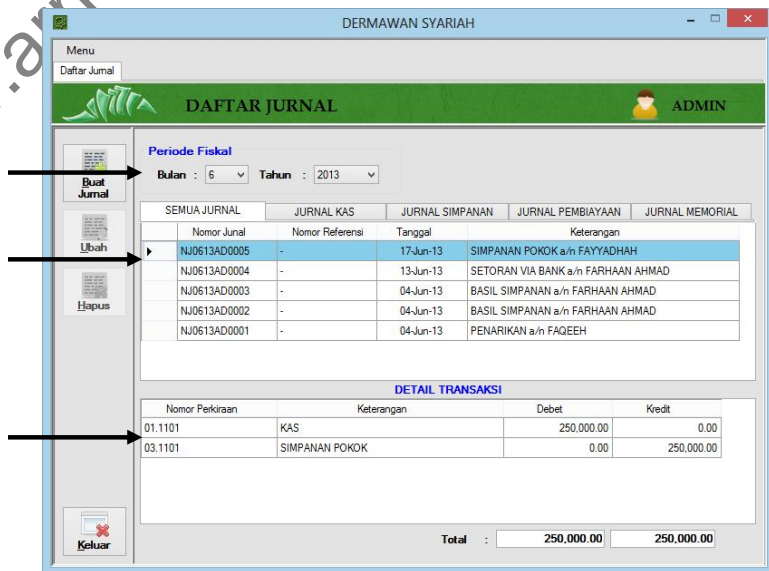 DERMAWAN SYARIAH
Menu
Daftar Jurnal
DAFTAR JURNAL ADMIN
Periode Fiskal
Bulan : 6 Tahun : 2013
Buat Jurnal
Ubah
Hapus
SEMUA JURNAL JURNAL KAS JURNAL SIMPANAN JURNAL PEMBIAYAAN JURNAL MEMORIAL
Nomor Junal Nomor Referensi Tanggal Keterangan
NJ0613AD0005 - 17-Jun-13 SIMPANAN POKOK a/n FAYYADHAH
NJ0613AD0004 - 13-Jun-13 SETORAN VIA BANK a/n FARHAAN AHMAD
NJ0613AD0003 - 04-Jun-13 BASIL SIMPANAN a/n FARHAAN AHMAD
NJ0613AD0002 - 04-Jun-13 BASIL SIMPANAN a/n FARHAAN AHMAD
NJ0613AD0001 - 04-Jun-13 PENARIKAN a/n FAQEEH
DETAIL TRANSAKSI
Nomor Perkiraan Keterangan Debet Kredit
01.1101 KAS 250,000.00 0.00
03.1101 SIMPANAN POKOK 0.00 250,000.00
Keluar
Total : 250,000.00 250,000.00